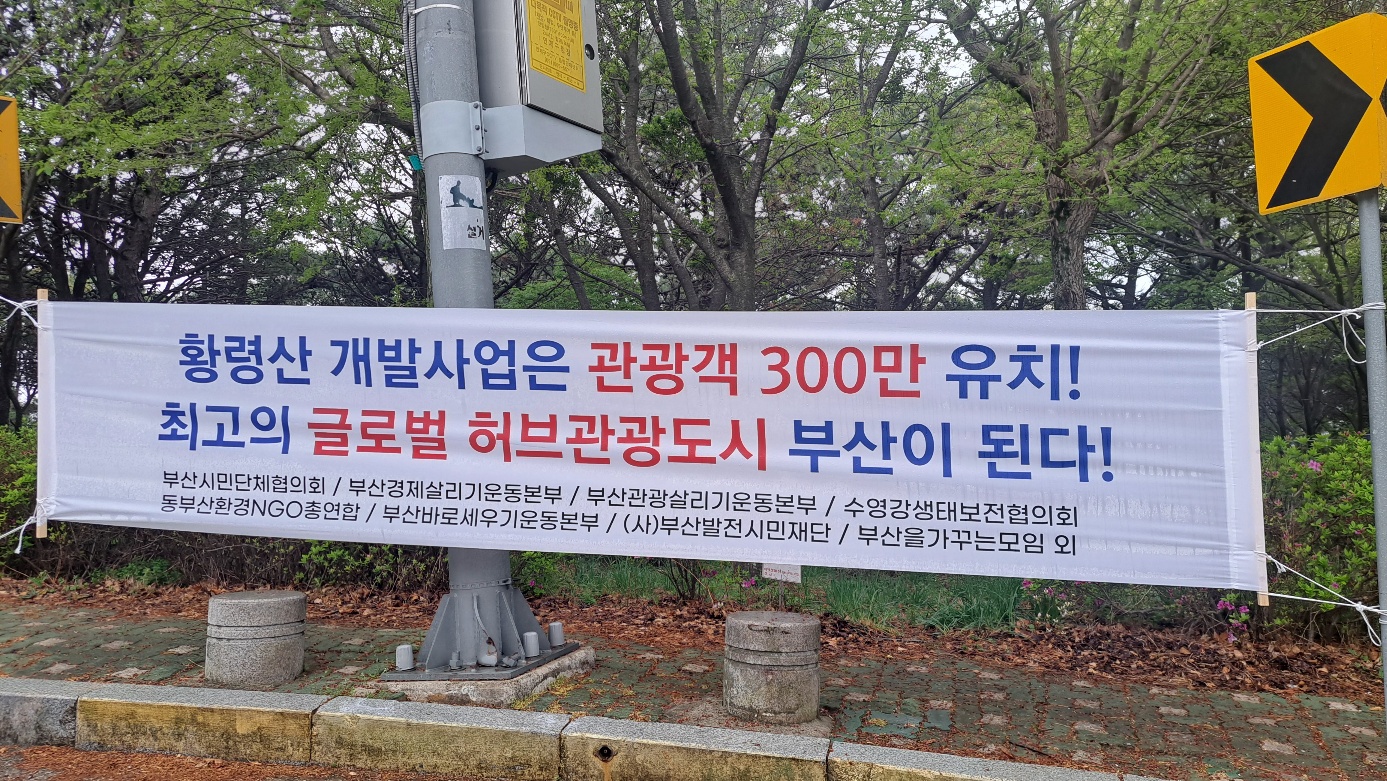 황령산 개발사업은 관광객 300만 유치!
최고의 글로벌 허브관광도시 부산이 된다!
부산시민단체협의회 / 부산경제살리기운동본부 / 부산관광살리기운동본부 / 수영강생태보전협의회
동부산환경NGO총연합 / 부산바로세우기운동본부 / (사)부산발전시민재단 / 부산을가꾸는모임 외